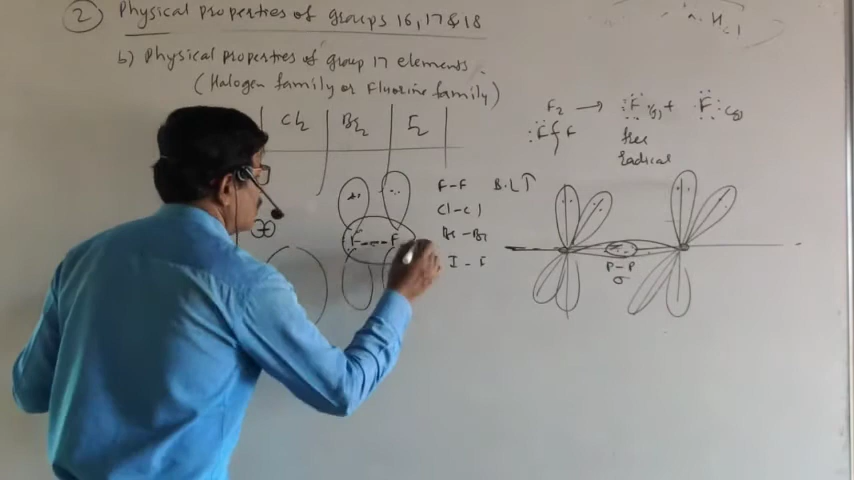 2 Physical properties of groups 16, 17 & 18
b) Physical properties of group 17 elements.
(Halogen family or Fluorine family)
Cl2 Br2 I2
F2 → F(g) + F(g)
F F
free
radical
F-F B.L↑
Cl-Cl
Br-Br
I-I
F---F
P-P
σ